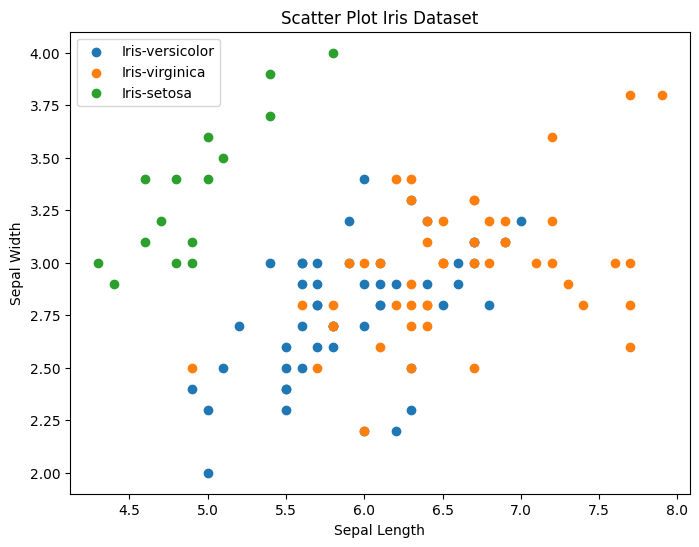 Scatter Plot Iris Dataset
Iris-versicolor
Iris-virginica
Iris-setosa
4.00
3.75
3.50
3.25
3.00
2.75
2.50
2.25
2.00
Sepal Width
4.5 5.0 5.5 6.0 6.5 7.0 7.5 8.0
Sepal Length